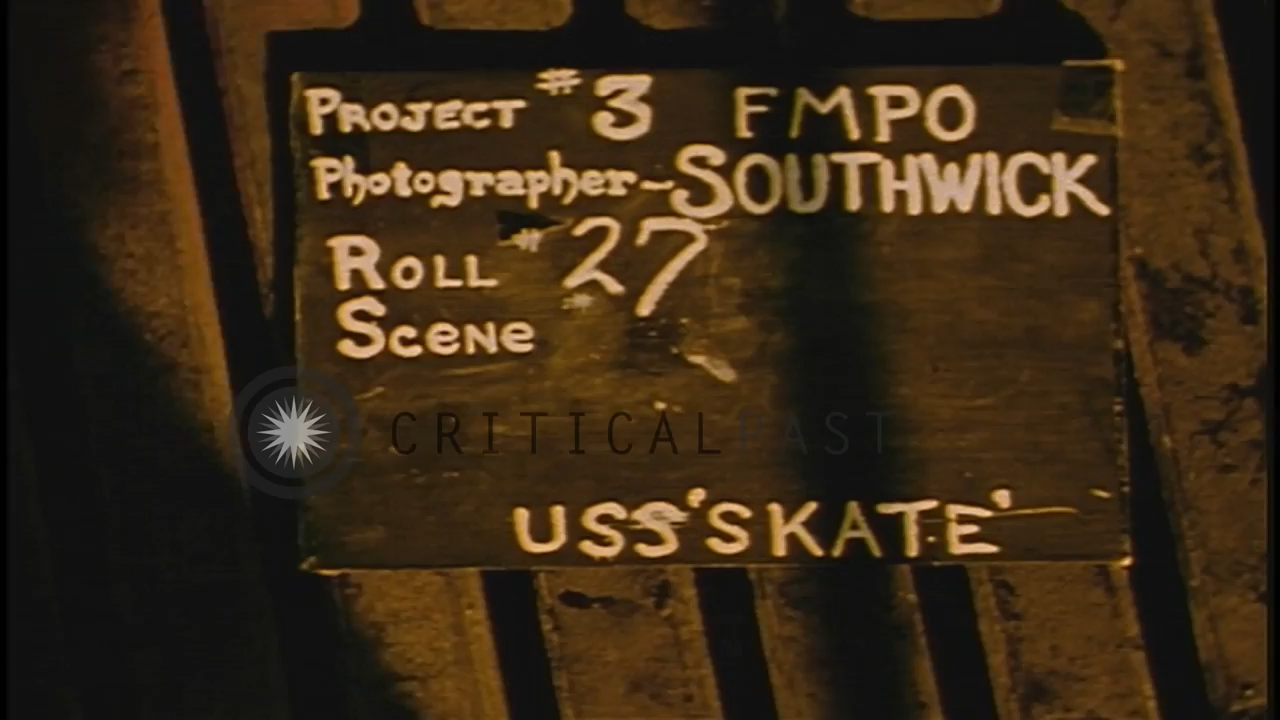 PROJECT #3 FMPO
Photographer-SOUTHWICK
ROLL #27
SCENE
CRITICALPAST
USS 'SKATE'